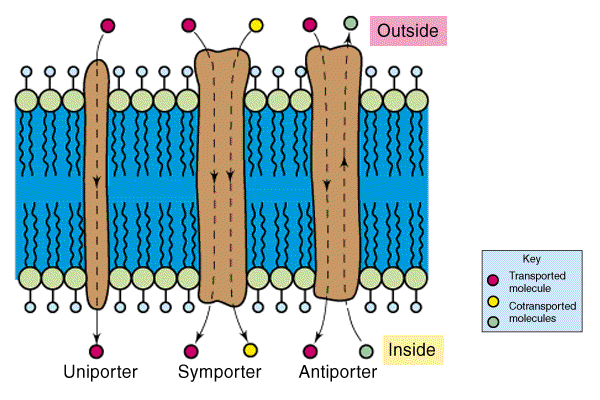 Outside
Key
Transported
molecule
Cotransported
molecules
Inside
Uniporter
Symporter
Antiporter